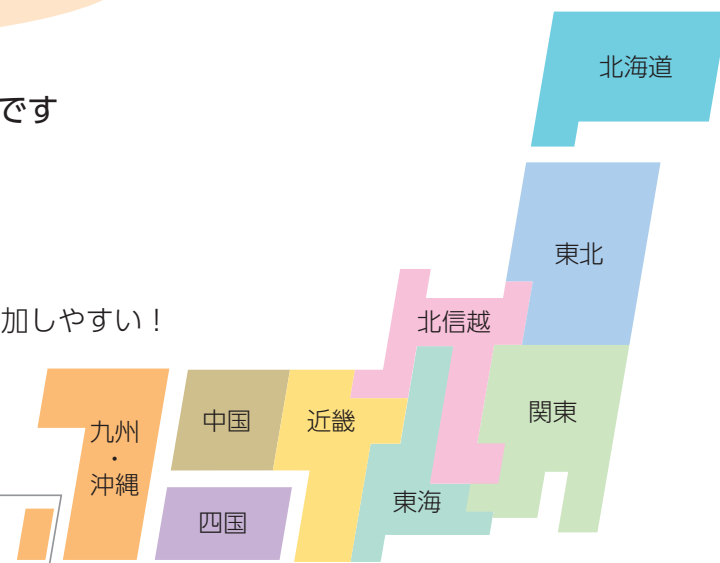 北海道
です
東北
加しやすい！
北信越
関東
中国
近畿
九州
・
沖縄
東海
四国